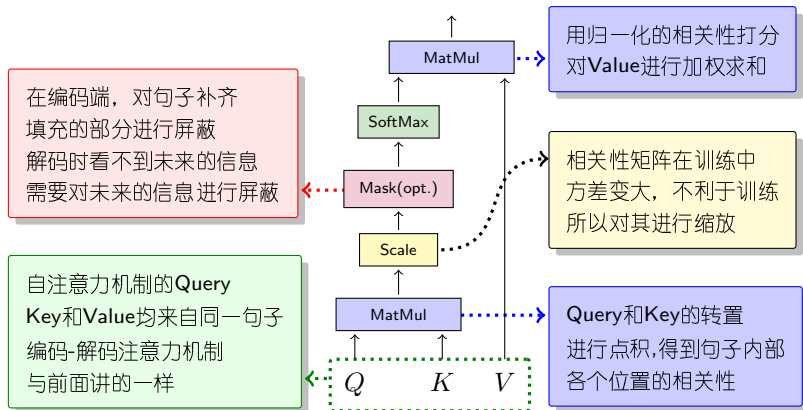 用归一化的相关性打分
对Value进行加权求和
MatMul
在编码端，对句子补齐
填充的部分进行屏蔽
解码时看不到未来的信息
需要对未来的信息进行屏蔽
SoftMax
相关性矩阵在训练中
方差变大，不利于训练
所以对其进行缩放
Mask(opt.)
Scale
自注意力机制的Query
Key和Value均来自同一句子
编码-解码注意力机制
与前面讲的一样
MatMul
Query和Key的转置
进行点积,得到句子内部
各个位置的相关性
Q K V